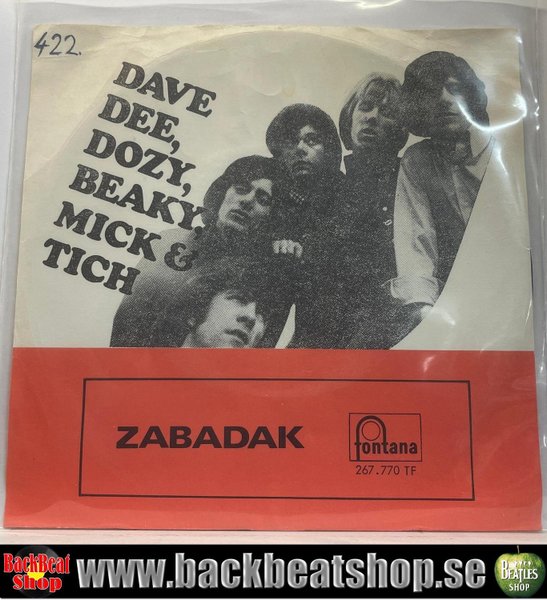 422.
DAVE
DEE,
DOZY,
BEAKY,
MICK &
TICH
ZABADAK
fontana
267.770 TF
BackBeat
Shop
www.backbeatshop.se
BEATLES
SHOP